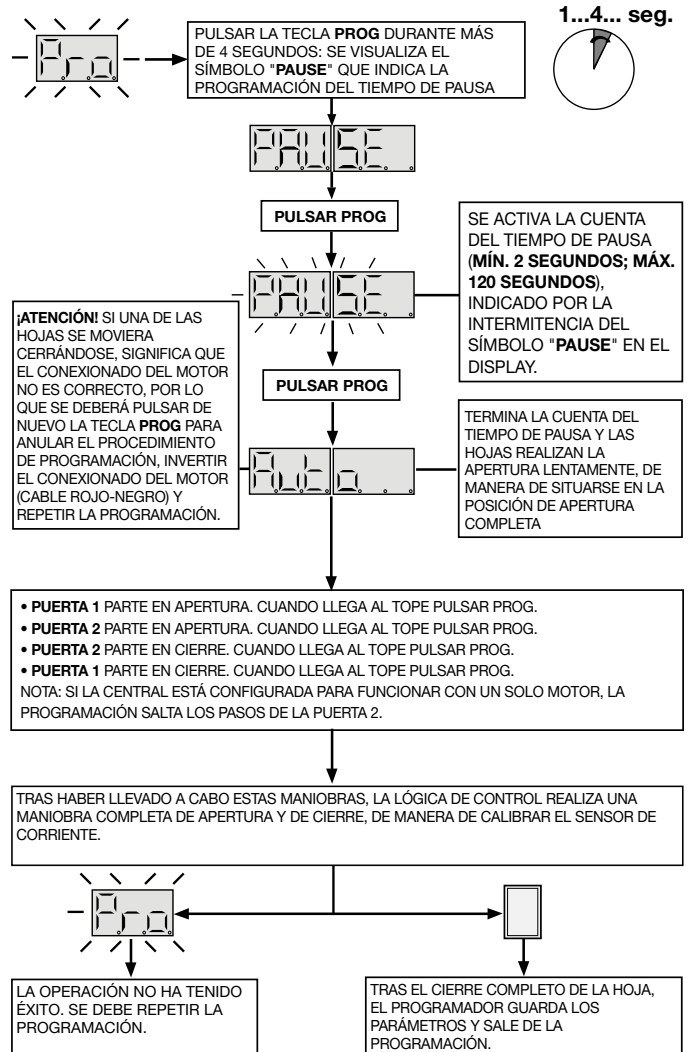 1...4... seg.
Pro
PULSAR LA TECLA PROG DURANTE MÁS
DE 4 SEGUNDOS: SE VISUALIZA EL
SÍMBOLO "PAUSE" QUE INDICA LA
PROGRAMACIÓN DEL TIEMPO DE PAUSA
PAUSE
PULSAR PROG
PAUSE
SE ACTIVA LA CUENTA
DEL TIEMPO DE PAUSA
(MÍN. 2 SEGUNDOS; MÁX.
120 SEGUNDOS),
INDICADO POR LA
INTERMITENCIA DEL
SÍMBOLO "PAUSE" EN EL
DISPLAY.
¡ATENCIÓN! SI UNA DE LAS
HOJAS SE MOVIERA
CERRÁNDOSE, SIGNIFICA QUE
EL CONEXIONADO DEL MOTOR
NO ES CORRECTO, POR LO
QUE SE DEBERÁ PULSAR DE
NUEVO LA TECLA PROG PARA
ANULAR EL PROCEDIMIENTO
DE PROGRAMACIÓN, INVERTIR
EL CONEXIONADO DEL MOTOR
(CABLE ROJO-NEGRO) Y
REPETIR LA PROGRAMACIÓN.
PULSAR PROG
Auto
TERMINA LA CUENTA DEL
TIEMPO DE PAUSA Y LAS
HOJAS REALIZAN LA
APERTURA LENTAMENTE, DE
MANERA DE SITUARSE EN LA
POSICIÓN DE APERTURA
COMPLETA
• PUERTA 1 PARTE EN APERTURA. CUANDO LLEGA AL TOPE PULSAR PROG.
• PUERTA 2 PARTE EN APERTURA. CUANDO LLEGA AL TOPE PULSAR PROG.
• PUERTA 2 PARTE EN CIERRE. CUANDO LLEGA AL TOPE PULSAR PROG.
• PUERTA 1 PARTE EN CIERRE. CUANDO LLEGA AL TOPE PULSAR PROG.
NOTA: SI LA CENTRAL ESTÁ CONFIGURADA PARA FUNCIONAR CON UN SOLO MOTOR, LA
PROGRAMACIÓN SALTA LOS PASOS DE LA PUERTA 2.
TRAS HABER LLEVADO A CABO ESTAS MANIOBRAS, LA LÓGICA DE CONTROL REALIZA UNA
MANIOBRA COMPLETA DE APERTURA Y DE CIERRE, DE MANERA DE CALIBRAR EL SENSOR DE
CORRIENTE.
Pro
LA OPERACIÓN NO HA TENIDO
ÉXITO. SE DEBE REPETIR LA
PROGRAMACIÓN.
TRAS EL CIERRE COMPLETO DE LA HOJA,
EL PROGRAMADOR GUARDA LOS
PARÁMETROS Y SALE DE LA
PROGRAMACIÓN.